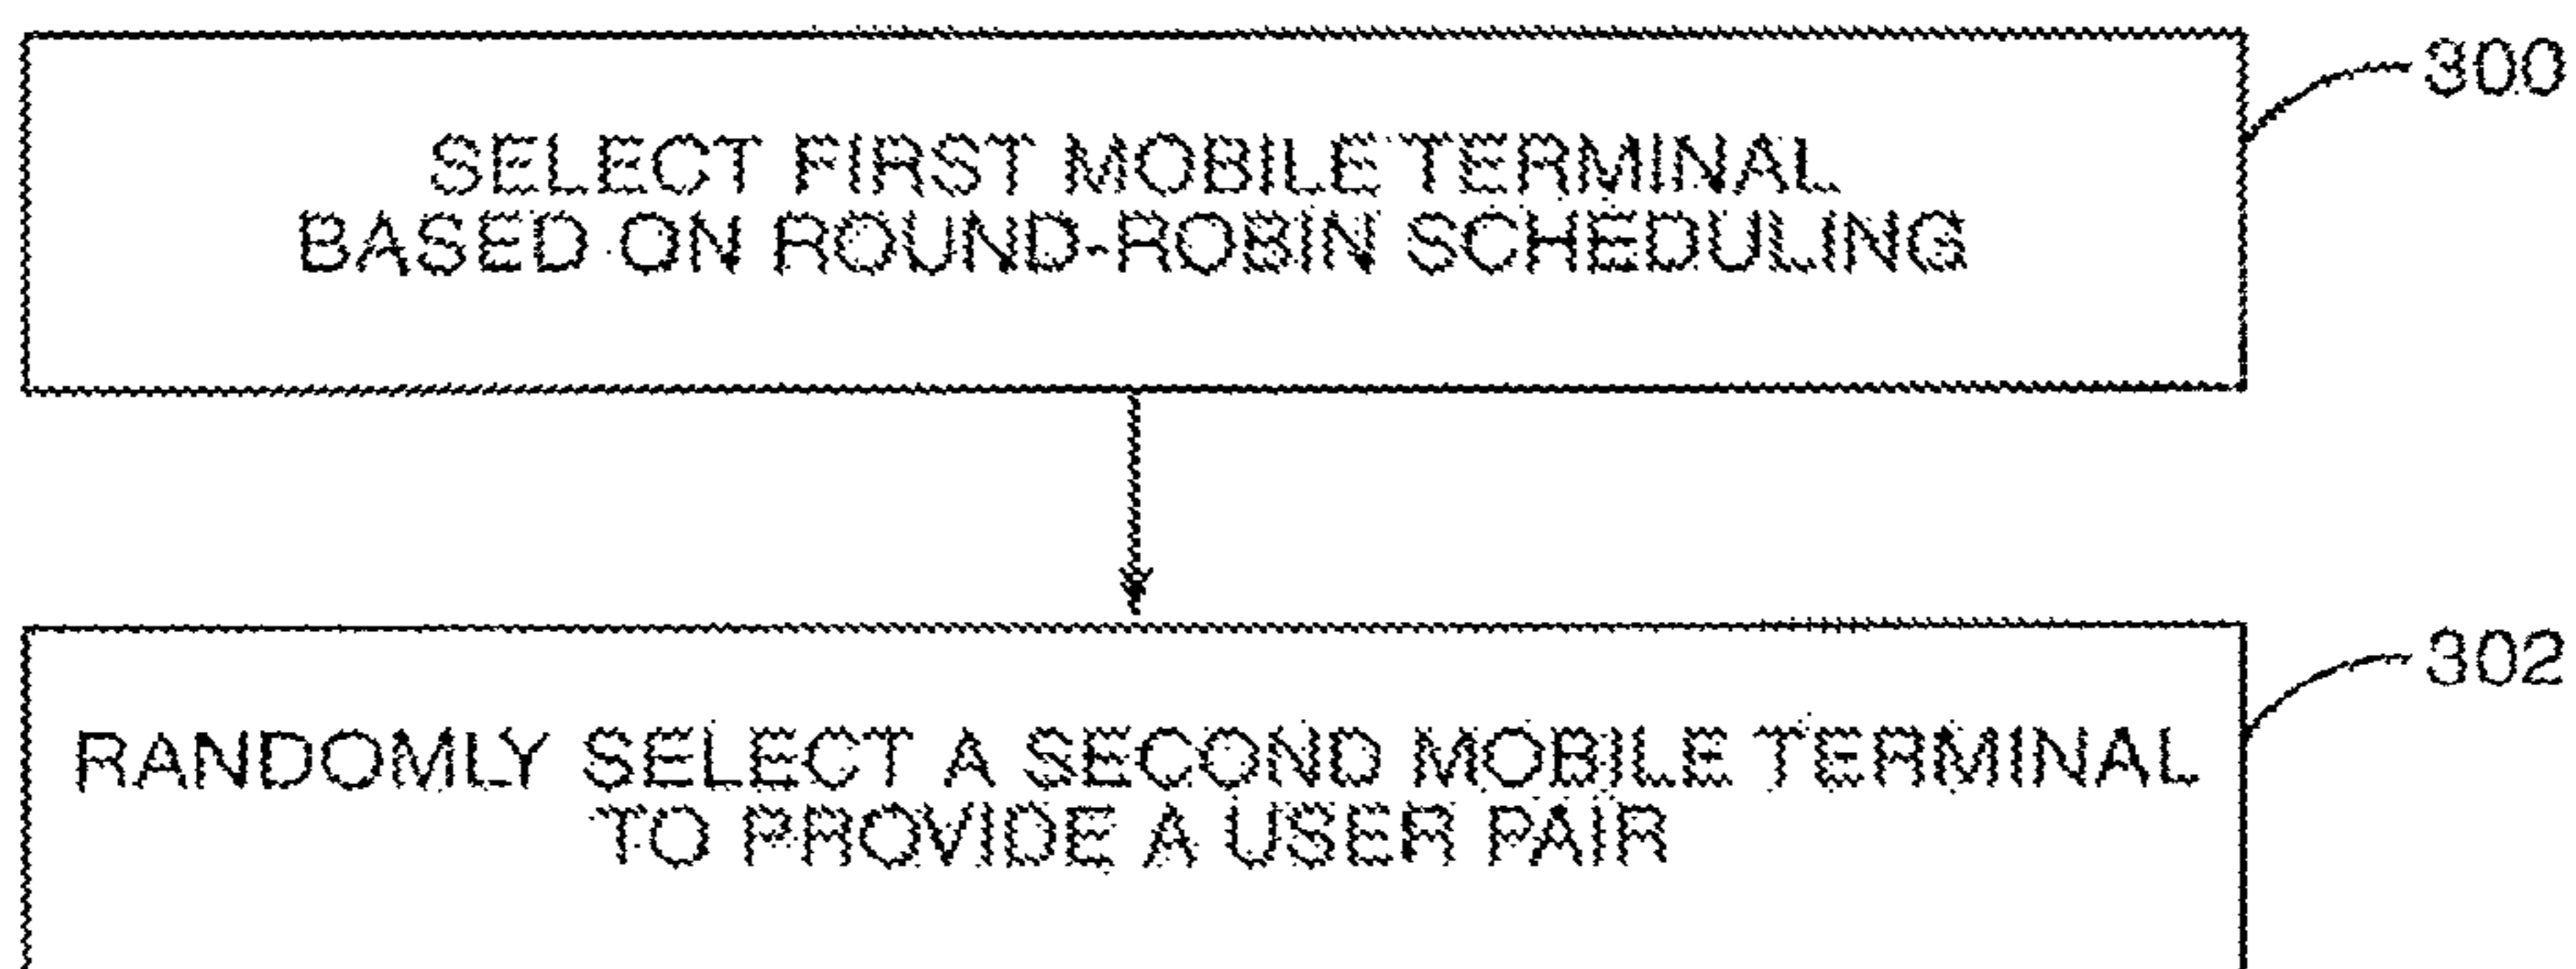 300
SELECT FIRST MOBILE TERMINAL
BASED ON ROUND-ROBIN SCHEDULING
302
RANDOMLY SELECT A SECOND MOBILE TERMINAL
TO PROVIDE A USER PAIR